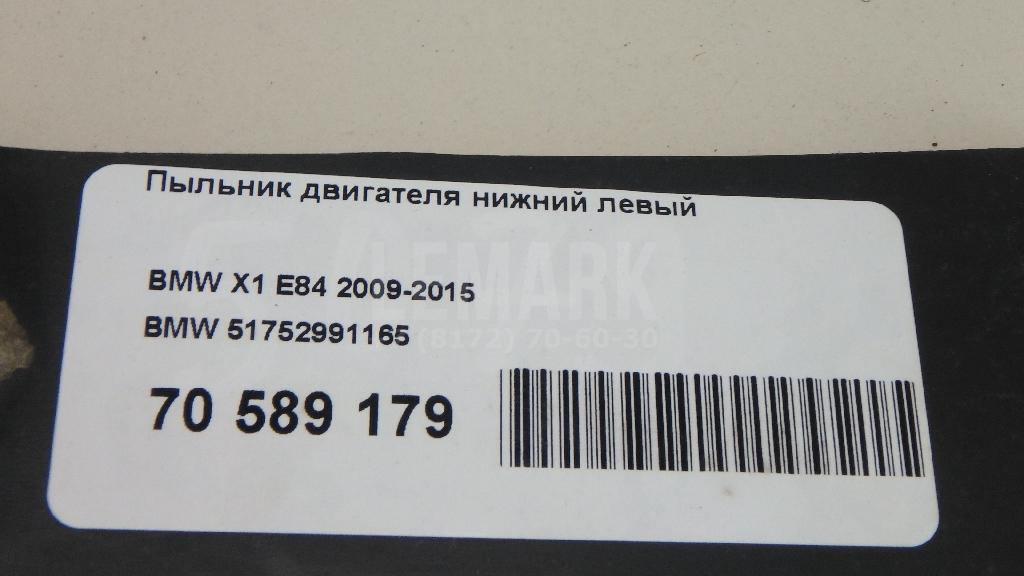 Пыльник двигателя нижний левый
LEMARK
BMW X1 E84 2009-2015
BMW 51752991165
(8172) 70-60-30
70 589 179